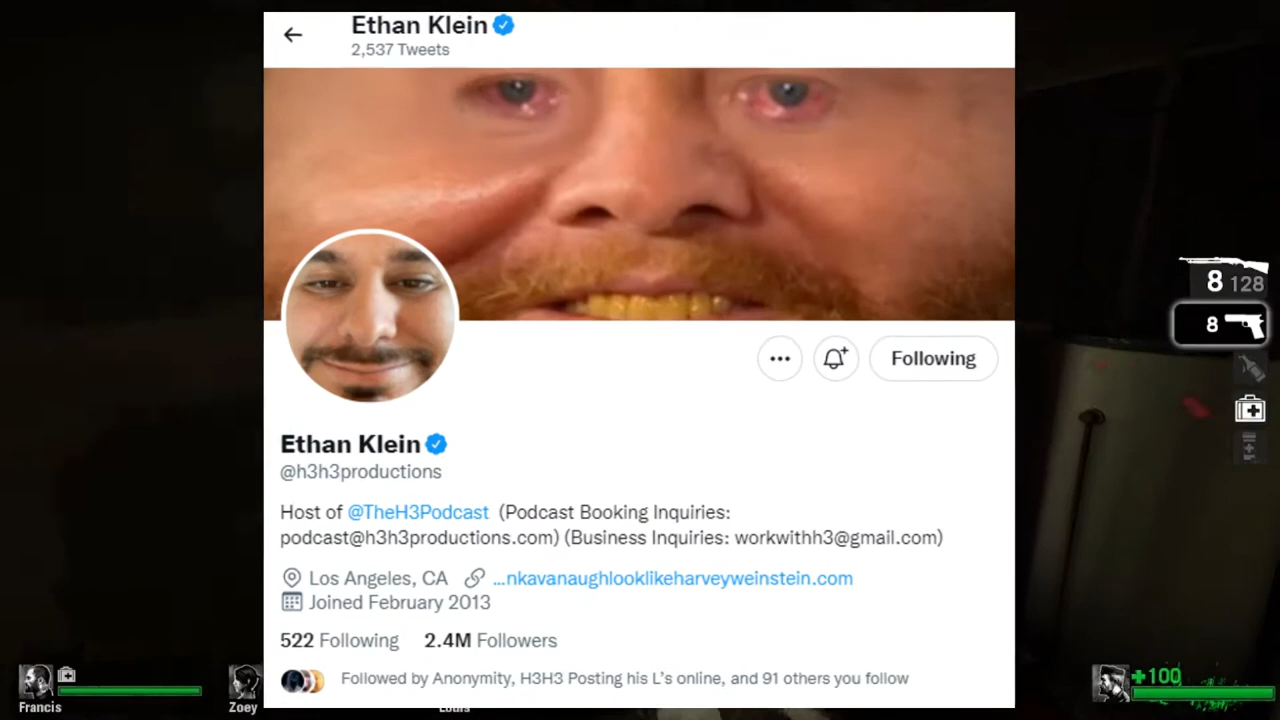 Ethan Klein
2,537 Tweets
Following
Ethan Klein
@h3h3productions
Host of @TheH3Podcast (Podcast Booking Inquiries:
podcast@h3h3productions.com) (Business Inquiries: workwithh3@gmail.com)
Los Angeles, CA ...nkavanaughlooklikeharveyweinstein.com
Joined February 2013
522 Following 2.4M Followers
Followed by Anonymity, H3H3 Posting his L's online, and 91 others you follow
8 128
8
+100
Francis
Zoey
Louis